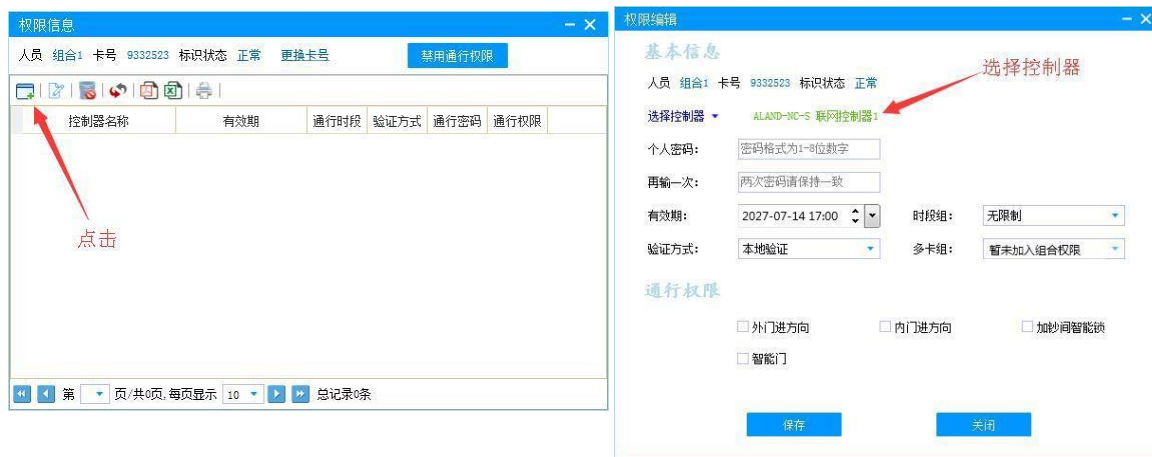 权限信息
人员 组合1 卡号 9332523 标识状态 正常 更换卡号 禁用通行权限
控制器名称 有效期 通行时段 验证方式 通行密码 通行权限
点击
第 页/共0页,每页显示 10 总记录0条
权限编辑
基本信息
人员 组合1 卡号 9332523 标识状态 正常
选择控制器
选择控制器 ALAND-NC-S 联网控制器1
个人密码: 密码格式为1-8位数字
再输一次: 两次密码请保持一致
有效期: 2027-07-14 17:00 时段组: 无限制
验证方式: 本地验证 多卡组: 暂未加入组合权限
通行权限
外门进方向 内门进方向 加钞间智能锁
智能门
保存 关闭